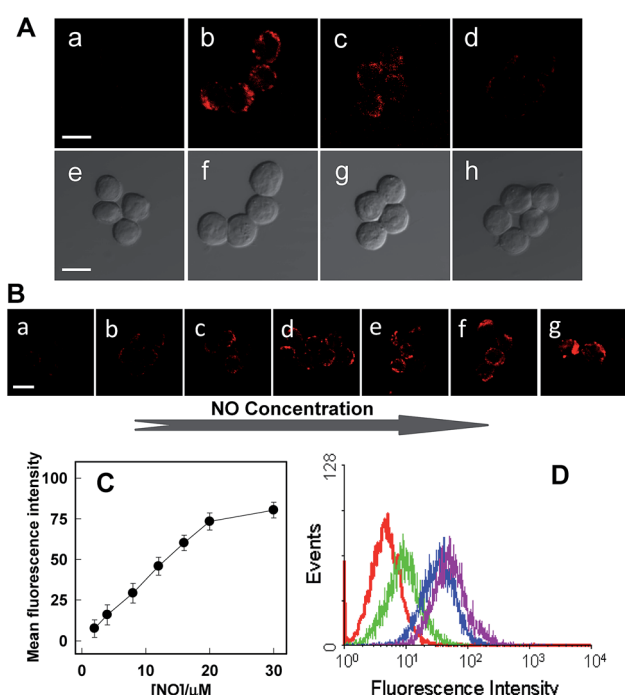 A
a b c d
e f g h
B
a b c d e f g
NO Concentration
C
Mean fluorescence intensity
100
75
50
25
0
0 10 20 30
[NO]/μM
D
Events
128
0
10⁰ 10¹ 10² 10³ 10⁴
Fluorescence Intensity